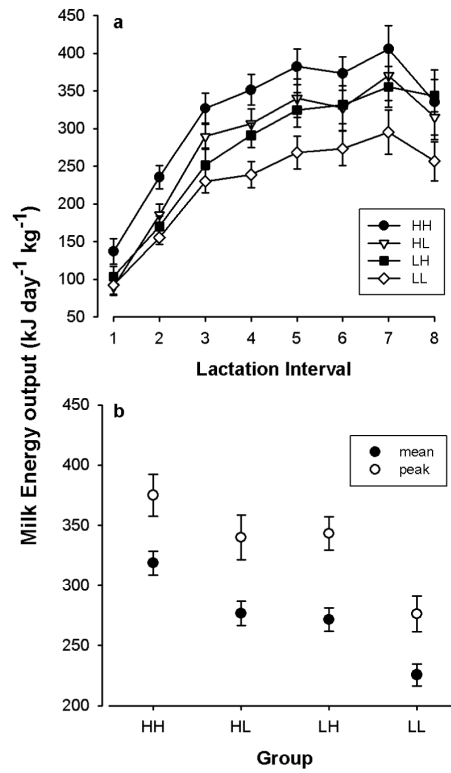 a
450
400
350
300
250
200
150
100
50
HH
HL
LH
LL
1 2 3 4 5 6 7 8
Lactation Interval
Milk Energy output (kJ day⁻¹ kg⁻¹)
b
450
400
350
300
250
200
mean
peak
HH HL LH LL
Group